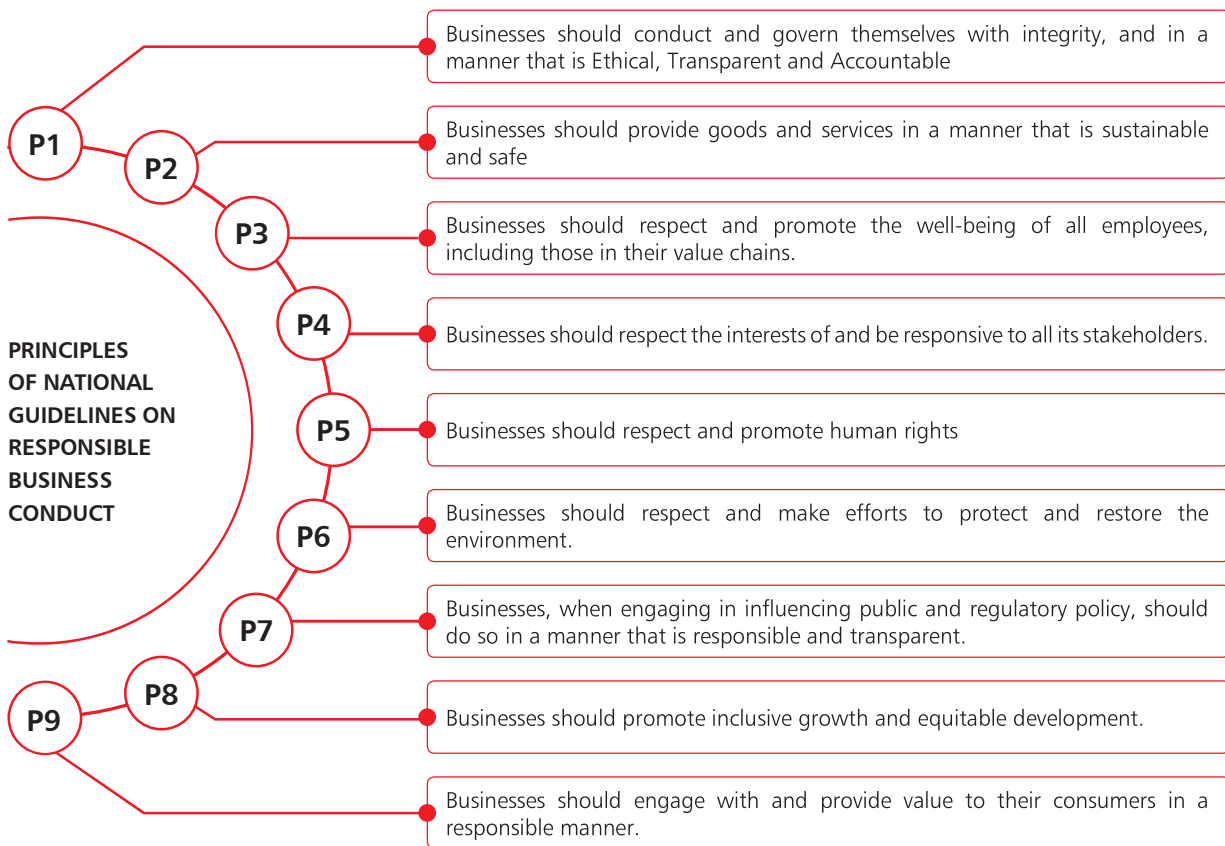 PRINCIPLES
OF NATIONAL
GUIDELINES ON
RESPONSIBLE
BUSINESS
CONDUCT
P1
Businesses should conduct and govern themselves with integrity, and in a
manner that is Ethical, Transparent and Accountable
P2
Businesses should provide goods and services in a manner that is sustainable
and safe
P3
Businesses should respect and promote the well-being of all employees,
including those in their value chains.
P4
Businesses should respect the interests of and be responsive to all its stakeholders.
P5
Businesses should respect and promote human rights
P6
Businesses should respect and make efforts to protect and restore the
environment.
P7
Businesses, when engaging in influencing public and regulatory policy, should
do so in a manner that is responsible and transparent.
P8
Businesses should promote inclusive growth and equitable development.
P9
Businesses should engage with and provide value to their consumers in a
responsible manner.